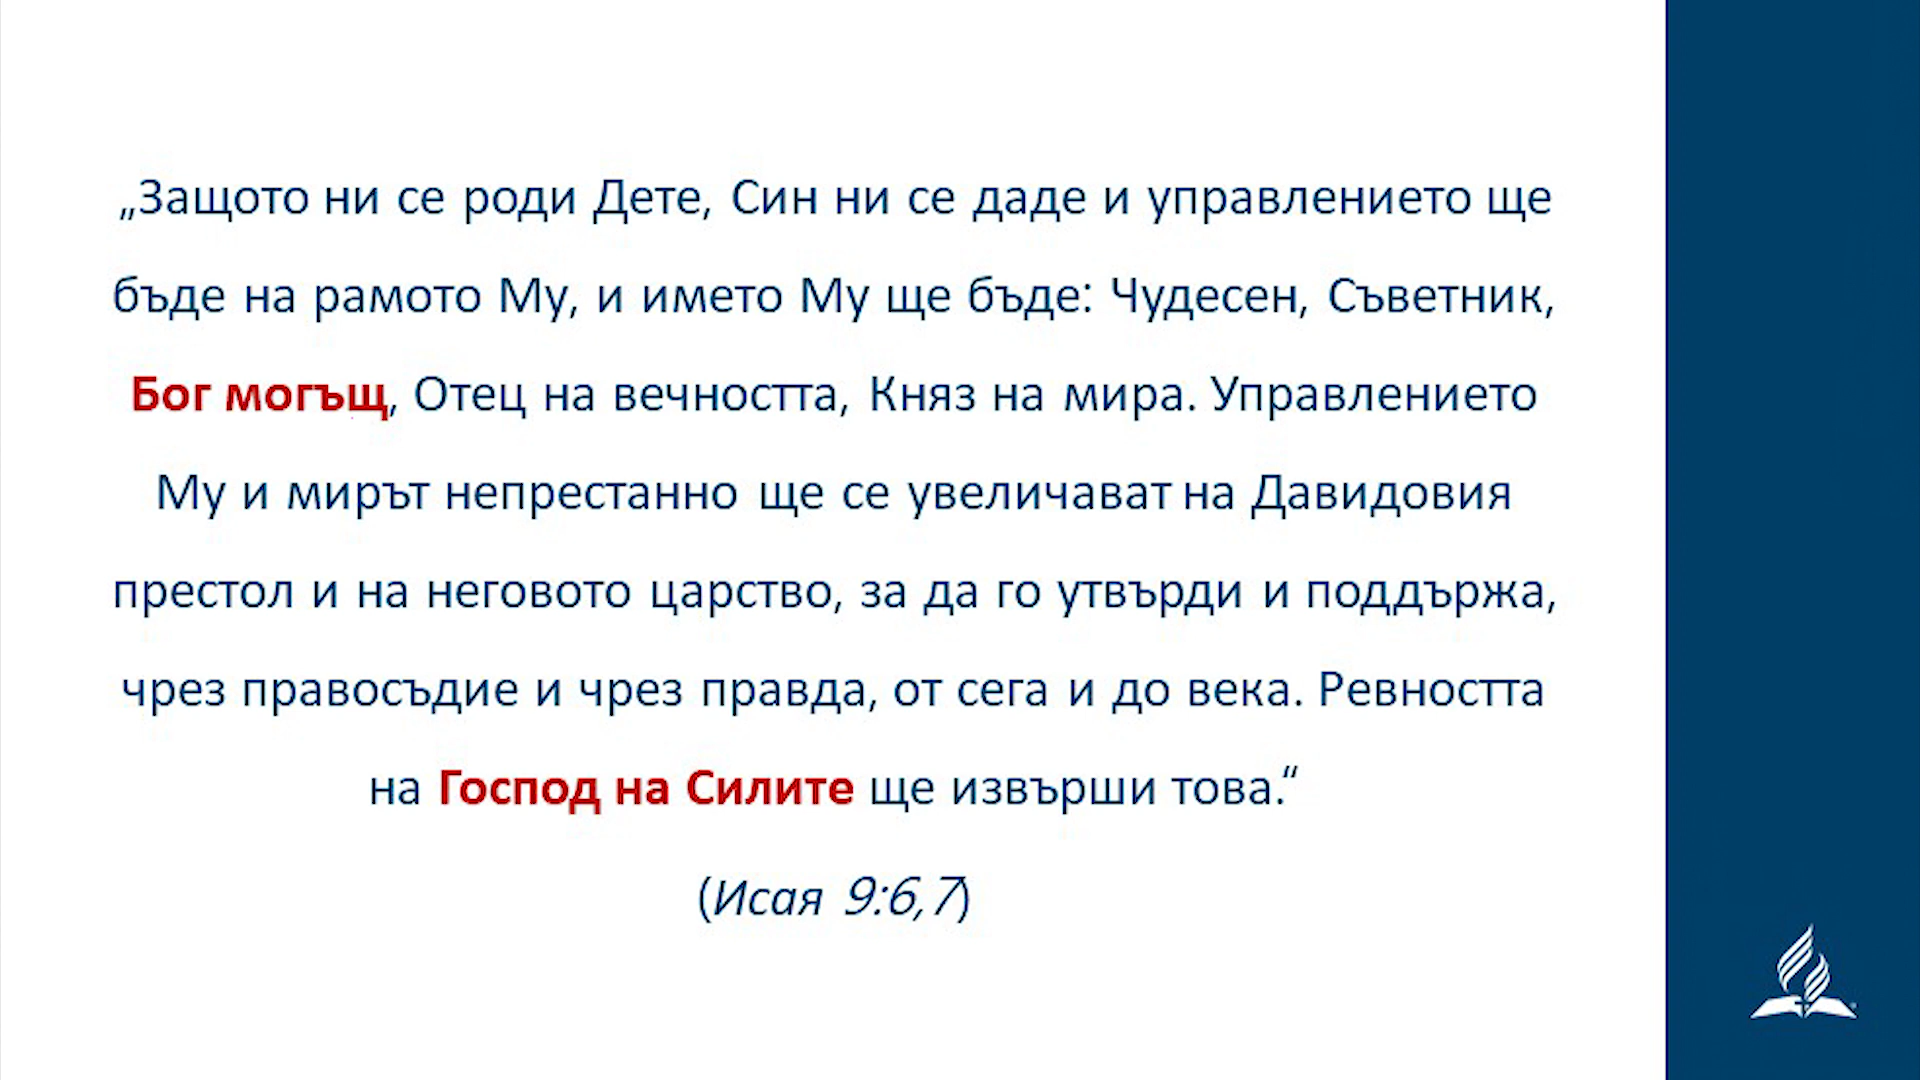 „Защото ни се роди Дете, Син ни се даде и управлението ще
бъде на рамото Му, и името Му ще бъде: Чудесен, Съветник,
Бог могъщ, Отец на вечността, Княз на мира. Управлението
Му и мирът непрестанно ще се увеличават на Давидовия
престол и на неговото царство, за да го утвърди и поддържа,
чрез правосъдие и чрез правда, от сега и до века. Ревността
на Господ на Силите ще извърши това.“
(Исая 9:6,7)